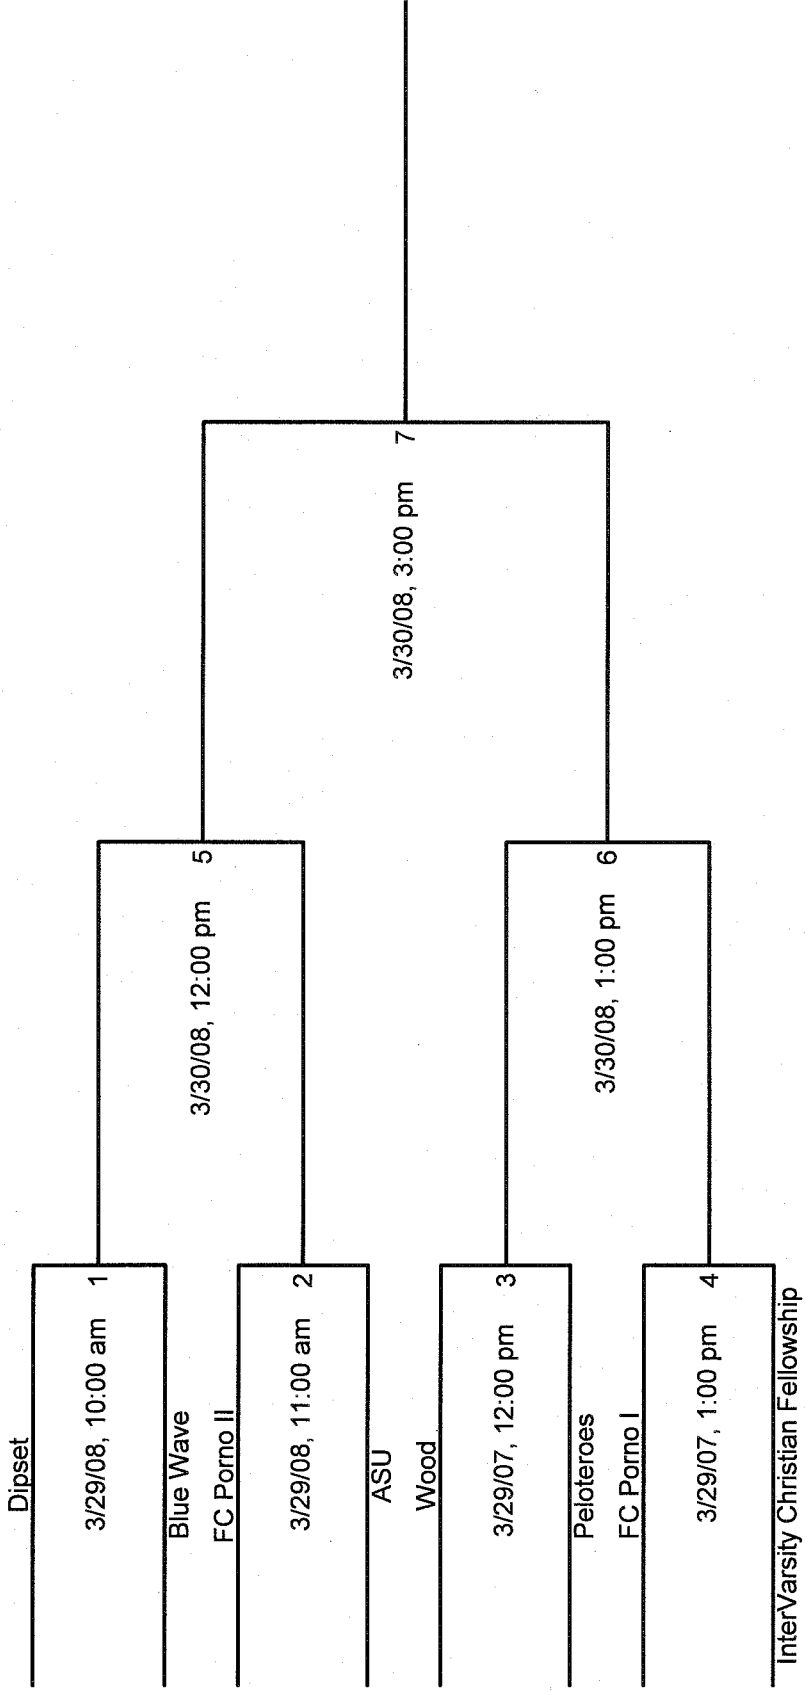 Dipset
3/29/08, 10:00 am 1
Blue Wave
FC Porno II
3/29/08, 11:00 am 2
ASU
Wood
3/29/07, 12:00 pm 3
Peloteroes
FC Porno I
3/29/07, 1:00 pm 4
InterVarsity Christian Fellowship
3/30/08, 12:00 pm 5
3/30/08, 1:00 pm 6
3/30/08, 3:00 pm 7